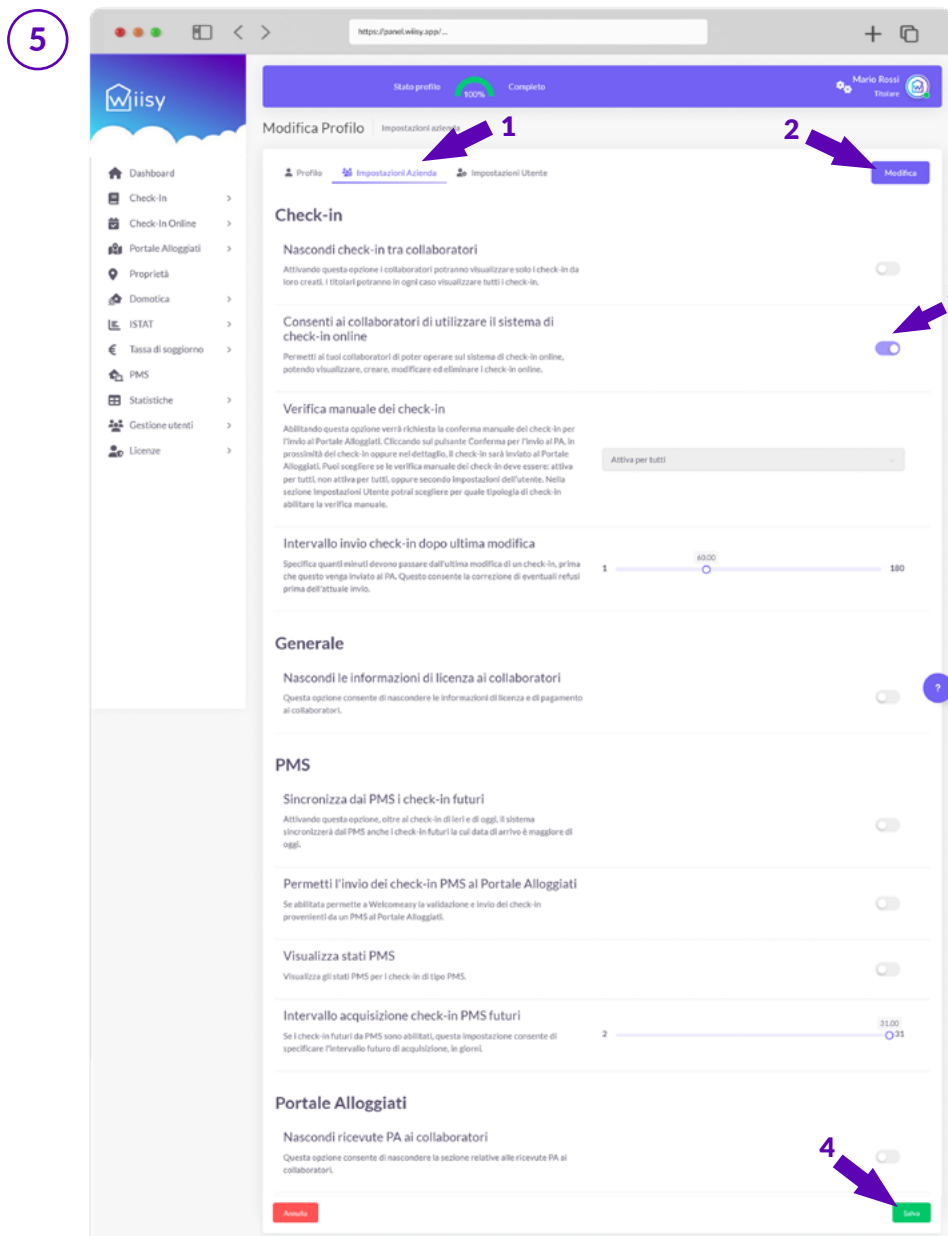 5
https://panel.wiisy.app/...
Wiisy
Stato profilo
100%
Completo
Mario Rossi
Titolare
Modifica Profilo
Impostazioni azienda
1
2
Dashboard
Check-In
Check-In Online
Portale Alloggiati
Proprietà
Domotica
ISTAT
Tassa di soggiorno
PMS
Statistiche
Gestione utenti
Licenze
Profilo
Impostazioni Azienda
Impostazioni Utente
Modifica
Check-in
Nascondi check-in tra collaboratori
Attivando questa opzione i collaboratori potranno visualizzare solo i check-in da
loro creati. I titolari potranno in ogni caso visualizzare tutti i check-in.
Consenti ai collaboratori di utilizzare il sistema di
check-in online
Permetti ai tuoi collaboratori di poter operare sul sistema di check-in online,
potendo visualizzare, creare, modificare ed eliminare i check-in online.
Verifica manuale dei check-in
Abilitando questa opzione verrà richiesta la conferma manuale dei check-in per
l'invio al Portale Alloggiati. Cliccando sul pulsante Conferma per l'invio al PA, in
prossimità del check-in oppure nel dettaglio, il check-in sarà inviato al Portale
Alloggiati. Puoi scegliere se le verifica manuale dei check-in deve essere: attiva
per tutti, non attiva per tutti, oppure secondo impostazioni dell'utente. Nella
sezione Impostazioni Utente potrai scegliere per quale tipologia di check-in
abilitare la verifica manuale.
Attiva per tutti
Intervallo invio check-in dopo ultima modifica
Specifica quanti minuti devono passare dall'ultima modifica di un check-in, prima
che questo venga inviato al PA. Questo consente la correzione di eventuali refusi
prima dell'attuale invio.
1
60.00
180
Generale
Nascondi le informazioni di licenza ai collaboratori
Questa opzione consente di nascondere le informazioni di licenza e di pagamento
ai collaboratori.
?
PMS
Sincronizza dai PMS i check-in futuri
Attivando questa opzione, oltre ai check-in di ieri e di oggi, il sistema
sincronizzerà dai PMS anche i check-in futuri la cui data di arrivo è maggiore di
oggi.
Permetti l'invio dei check-in PMS al Portale Alloggiati
Se abilitata permette a Welcomeasy la validazione e invio dei check-in
provenienti da un PMS al Portale Alloggiati.
Visualizza stati PMS
Visualizza gli stati PMS per i check-in di tipo PMS.
Intervallo acquisizione check-in PMS futuri
Se i check-in futuri da PMS sono abilitati, questa impostazione consente di
specificare l'intervallo futuro di acquisizione, in giorni.
2
31.00
31
Portale Alloggiati
Nascondi ricevute PA ai collaboratori
Questa opzione consente di nascondere la sezione relative alle ricevute PA ai
collaboratori.
4
Annulla
Salva